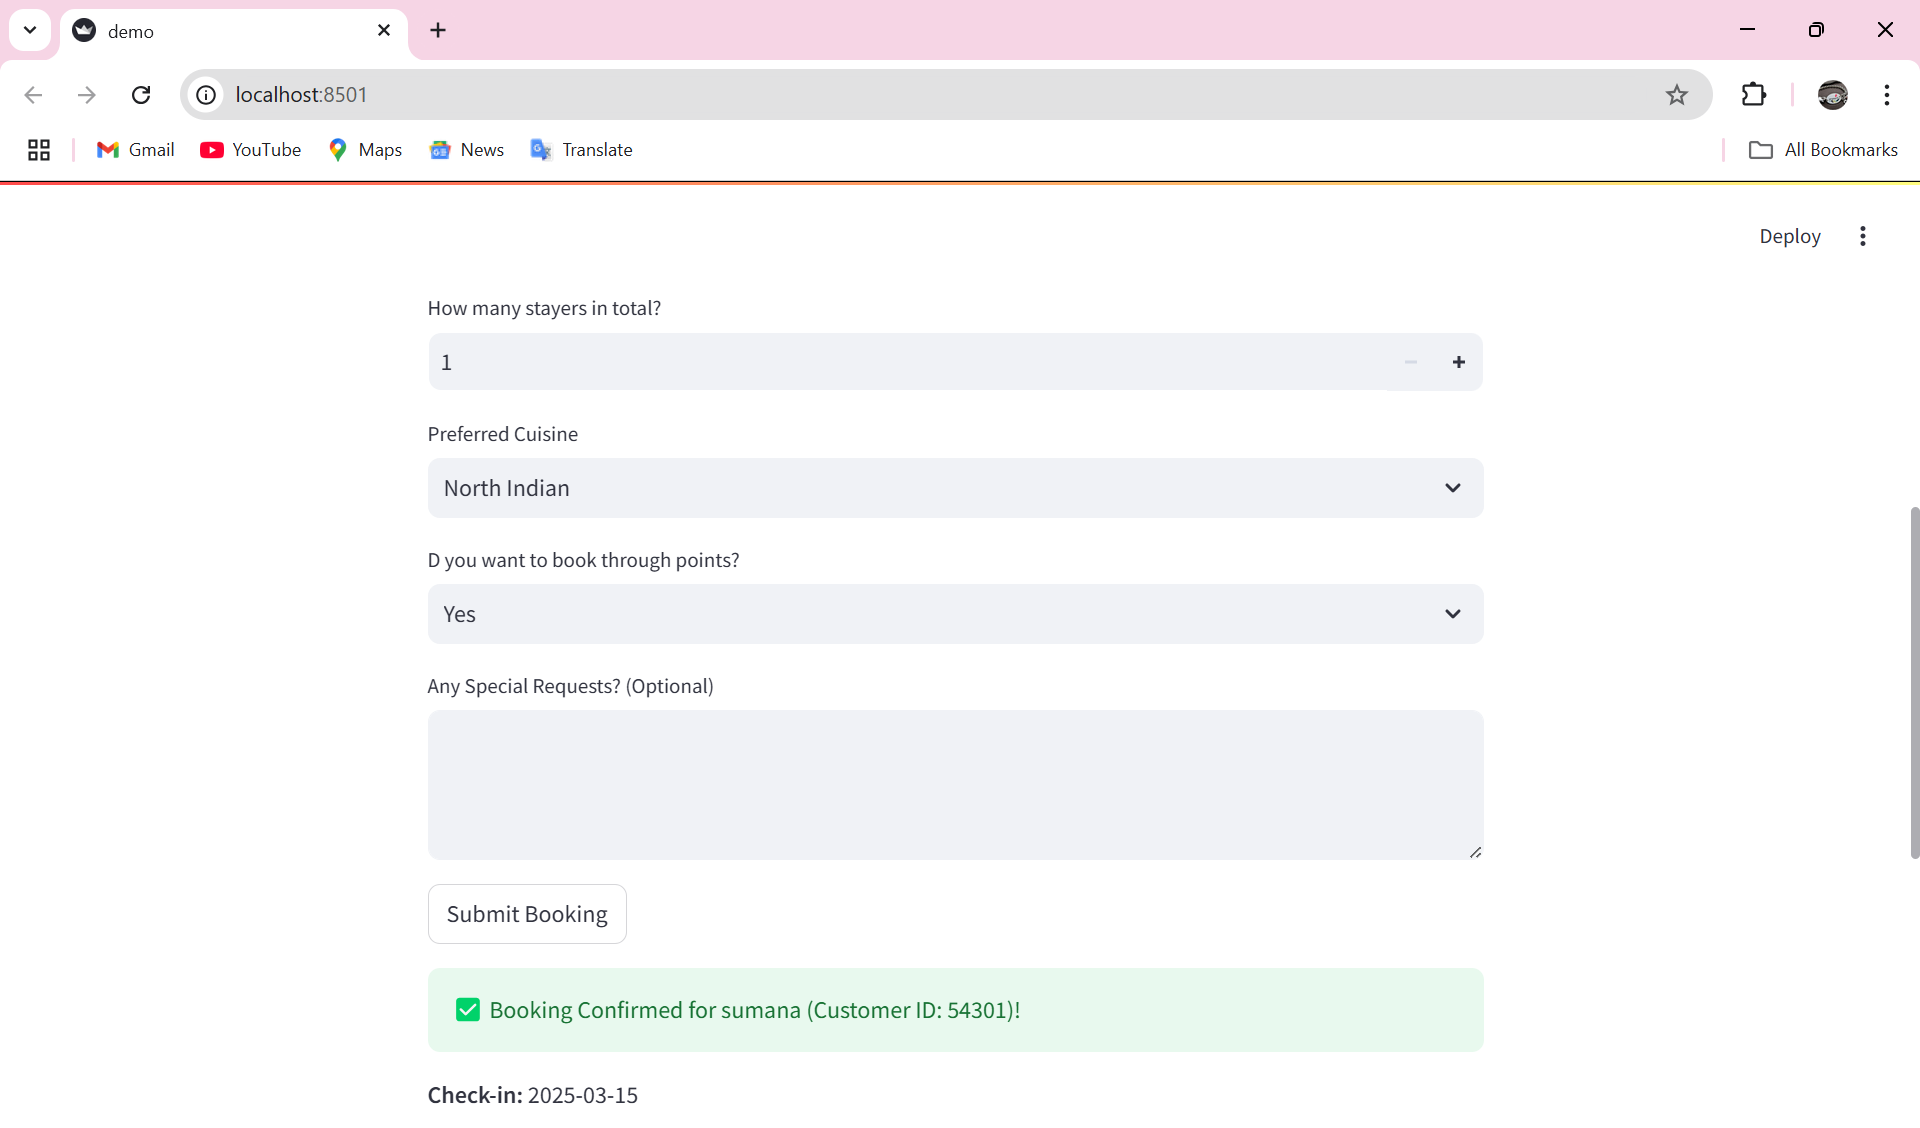 demo
localhost:8501
Gmail
YouTube
Maps
News
Translate
All Bookmarks
Deploy
How many stayers in total?
1
Preferred Cuisine
North Indian
D you want to book through points?
Yes
Any Special Requests? (Optional)
Submit Booking
Booking Confirmed for sumana (Customer ID: 54301)!
Check-in: 2025-03-15